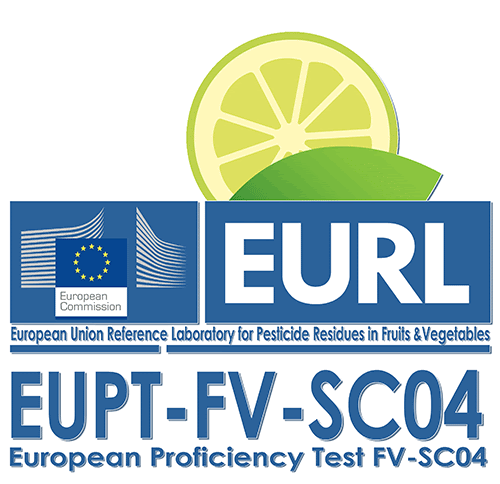 European
Commission
EURL
European Union Reference Laboratory for Pesticide Residues in Fruits &Vegetables
EUPT-FV-SC04
European Proficiency Test FV-SC04